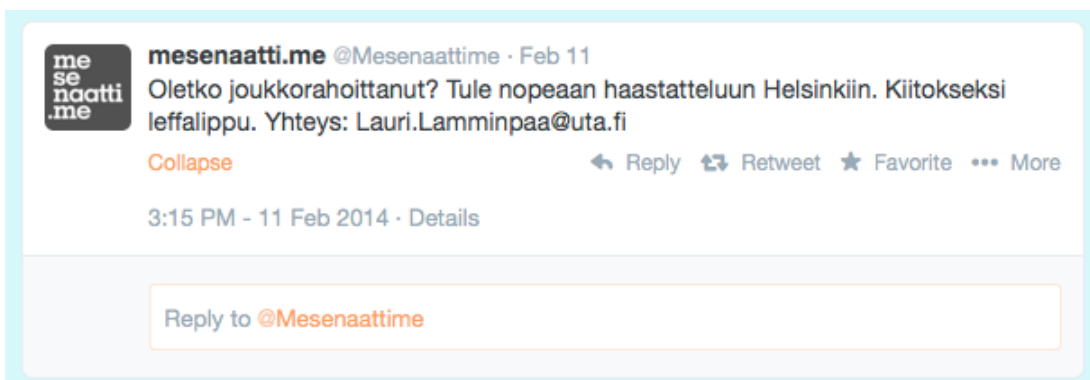 me
se
naatti
.me
mesenaatti.me @Mesenaattime · Feb 11
Oletko joukkorahoittanut? Tule nopeaan haastatteluun Helsinkiin. Kiitokseksi
leffalippu. Yhteys: Lauri.Lamminpaa@uta.fi
Collapse Reply Retweet Favorite ••• More
3:15 PM - 11 Feb 2014 · Details
Reply to @Mesenaattime